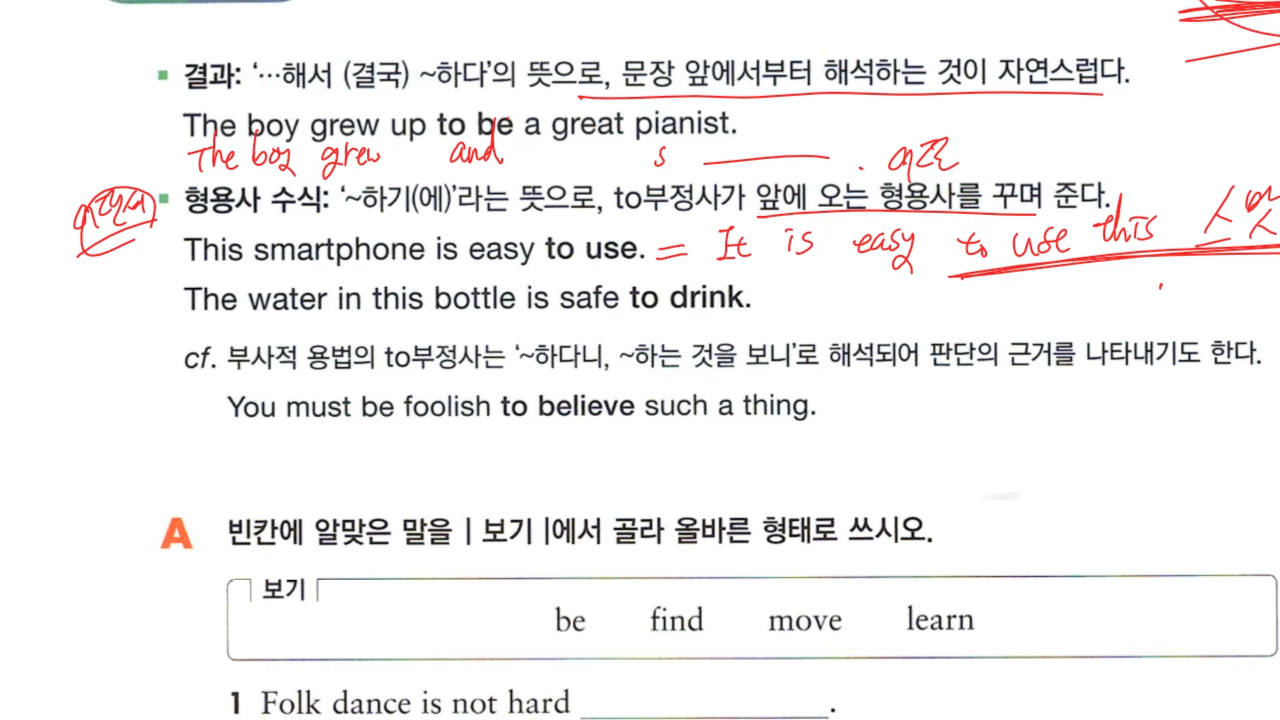 결과: '…해서 (결국) ~하다'의 뜻으로, 문장 앞에서부터 해석하는 것이 자연스럽다.
The boy grew up to be a great pianist.
The boy grew and s .
형용사 수식: '~하기(에)'라는 뜻으로, to부정사가 앞에 오는 형용사를 꾸며 준다.
This smartphone is easy to use. = It is easy to use this
The water in this bottle is safe to drink.
cf. 부사적 용법의 to부정사는 '~하다니, ~하는 것을 보니'로 해석되어 판단의 근거를 나타내기도 한다.
You must be foolish to believe such a thing.
A 빈칸에 알맞은 말을 | 보기 |에서 골라 올바른 형태로 쓰시오.
보기
be find move learn
1 Folk dance is not hard .